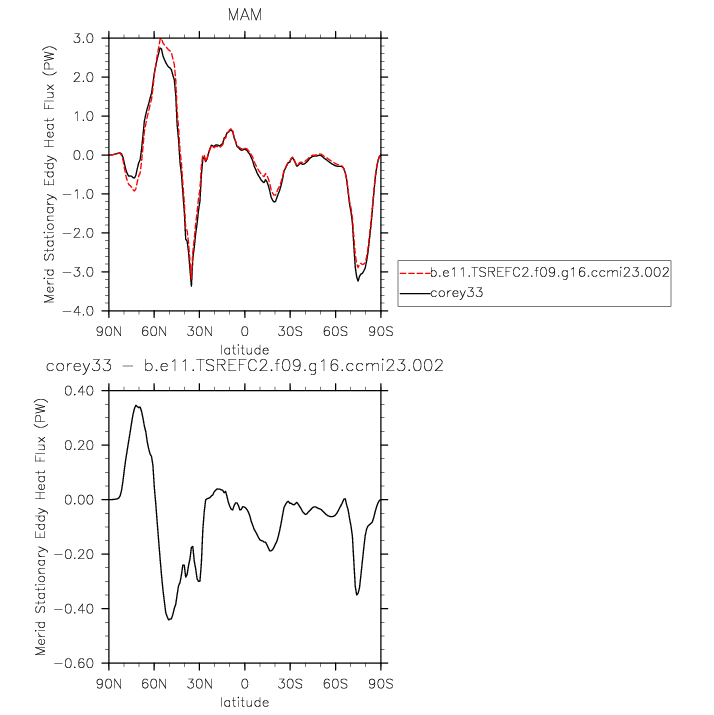 MAM
Merid Stationary Eddy Heat Flux (PW)
3.0
2.0
1.0
0.0
−1.0
−2.0
−3.0
−4.0
90N 60N 30N 0 30S 60S 90S
latitude
b.e11.TSREFC2.f09.g16.ccmi23.002
corey33
corey33 − b.e11.TSREFC2.f09.g16.ccmi23.002
Merid Stationary Eddy Heat Flux (PW)
0.40
0.20
0.00
−0.20
−0.40
−0.60
90N 60N 30N 0 30S 60S 90S
latitude